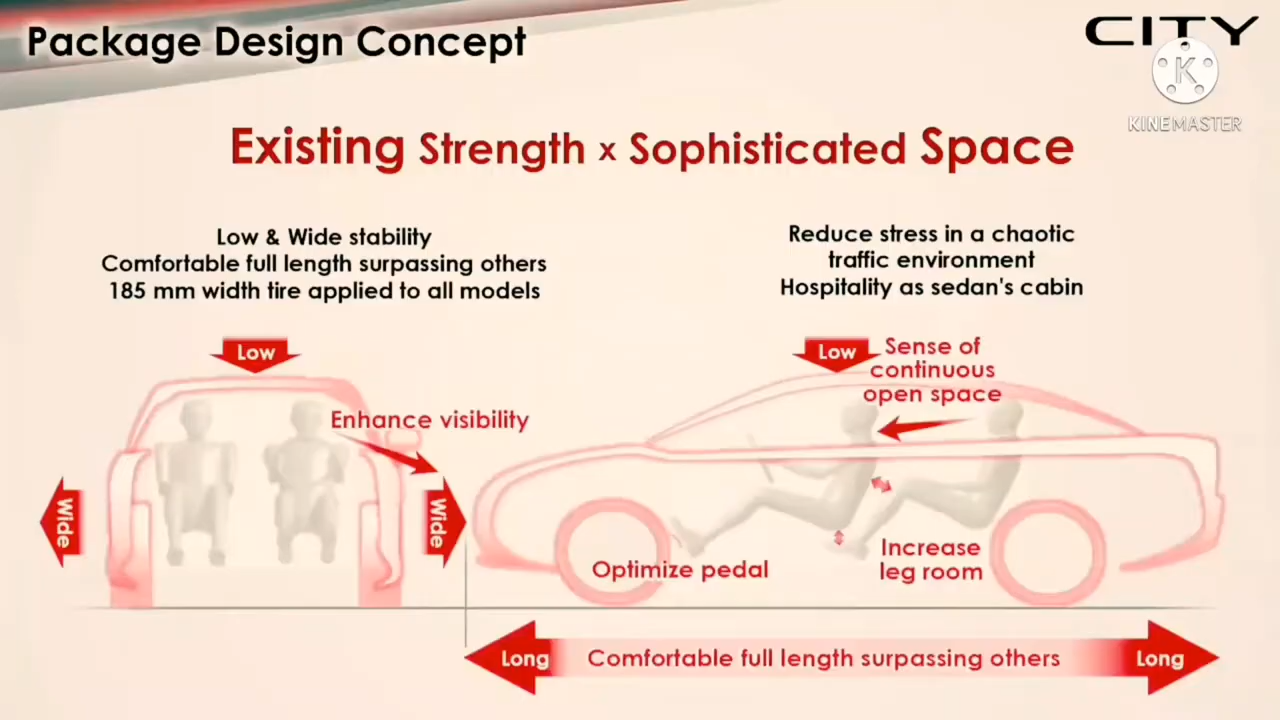 Package Design Concept
CITY
K
KINEMASTER
Existing Strength x Sophisticated Space
Low & Wide stability
Comfortable full length surpassing others
185 mm width tire applied to all models
Reduce stress in a chaotic
traffic environment
Hospitality as sedan's cabin
Low
Enhance visibility
Wide
Wide
Low
Sense of
continuous
open space
Optimize pedal
Increase
leg room
Long
Comfortable full length surpassing others
Long